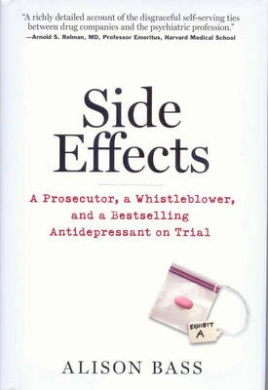 "A richly detailed account of the disgraceful self-serving ties
between drug companies and the psychiatric profession."
—Arnold S. Relman, MD, Professor Emeritus, Harvard Medical School
Side
Effects
A Prosecutor, a Whistleblower,
and a Bestselling
Antidepressant on Trial
EXHIBIT
A
ALISON BASS